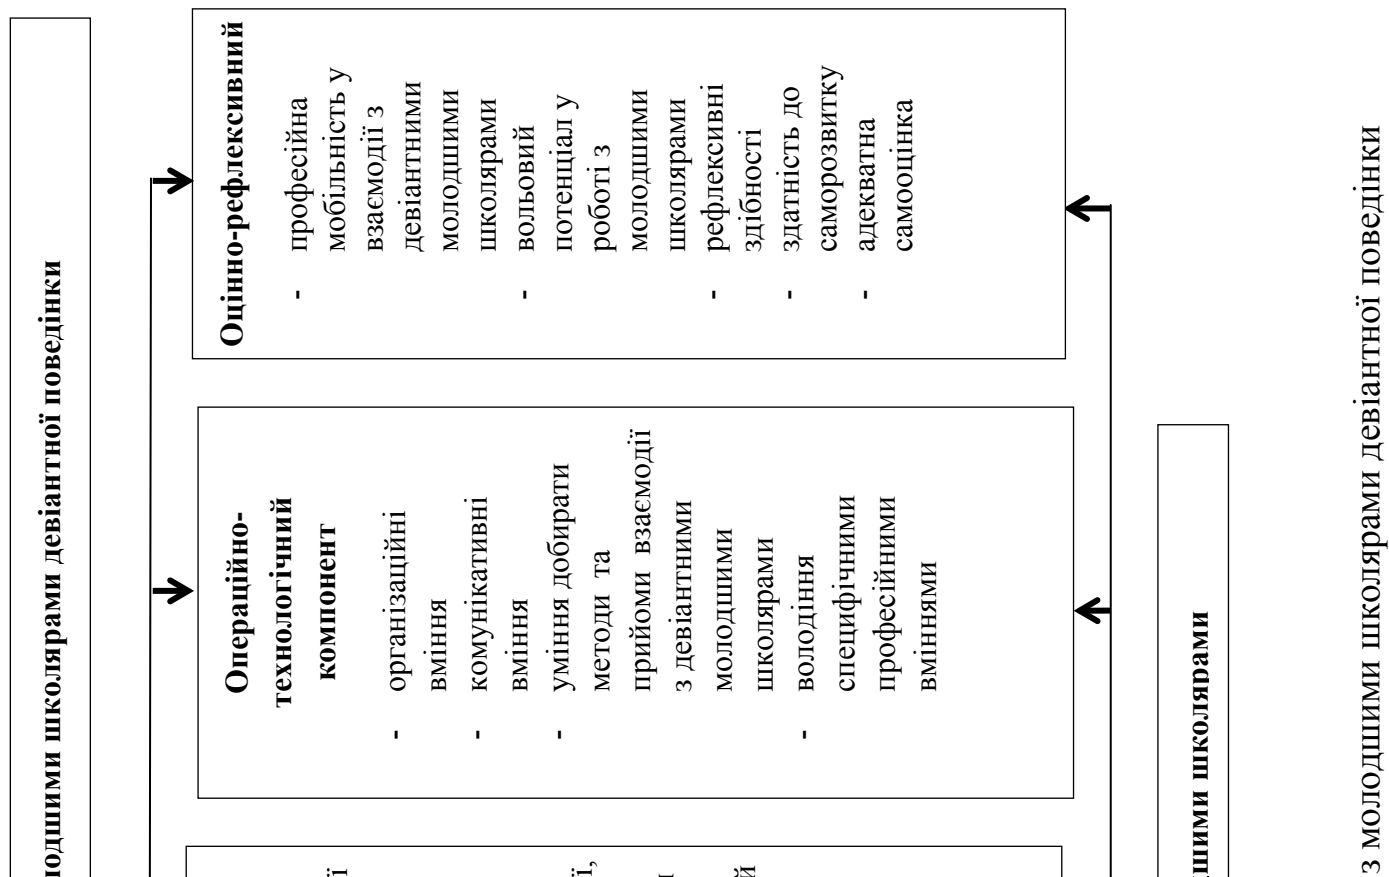 лодшими школярами девіантної поведінки
Оцінно-рефлексивний
- професійна
мобільність у
взаємодії з
девіантними
молодшими
школярами
- вольовий
потенціал у
роботі з
молодшими
школярами
- рефлексивні
здібності
- здатність до
саморозвитку
- адекватна
самооцінка
Операційно-
технологічний
компонент
- організаційні
вміння
- комунікативні
вміння
- уміння добирати
методи та
прийоми взаємодії
з девіантними
молодшими
школярами
- володіння
специфічними
професійними
вміннями
ї
ї,
й
шими школярами
з молодшими школярами девіантної поведінки